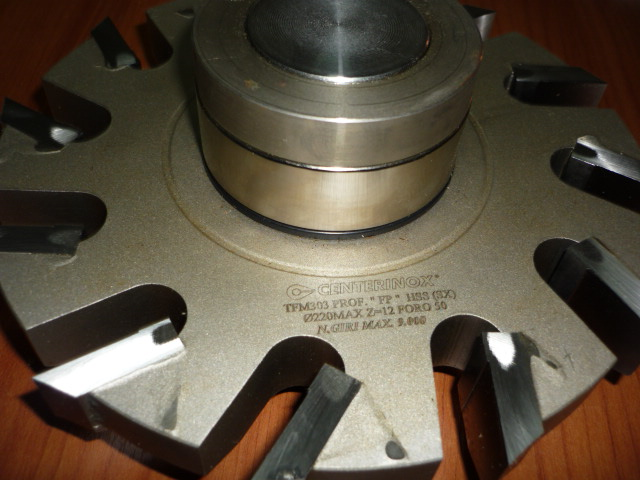 CENTERINOX®
TFM303 PROF. " FP " HSS (SX)
Ø220MAX Z=12 FORO 50
N.GIRI MAX. 9.000